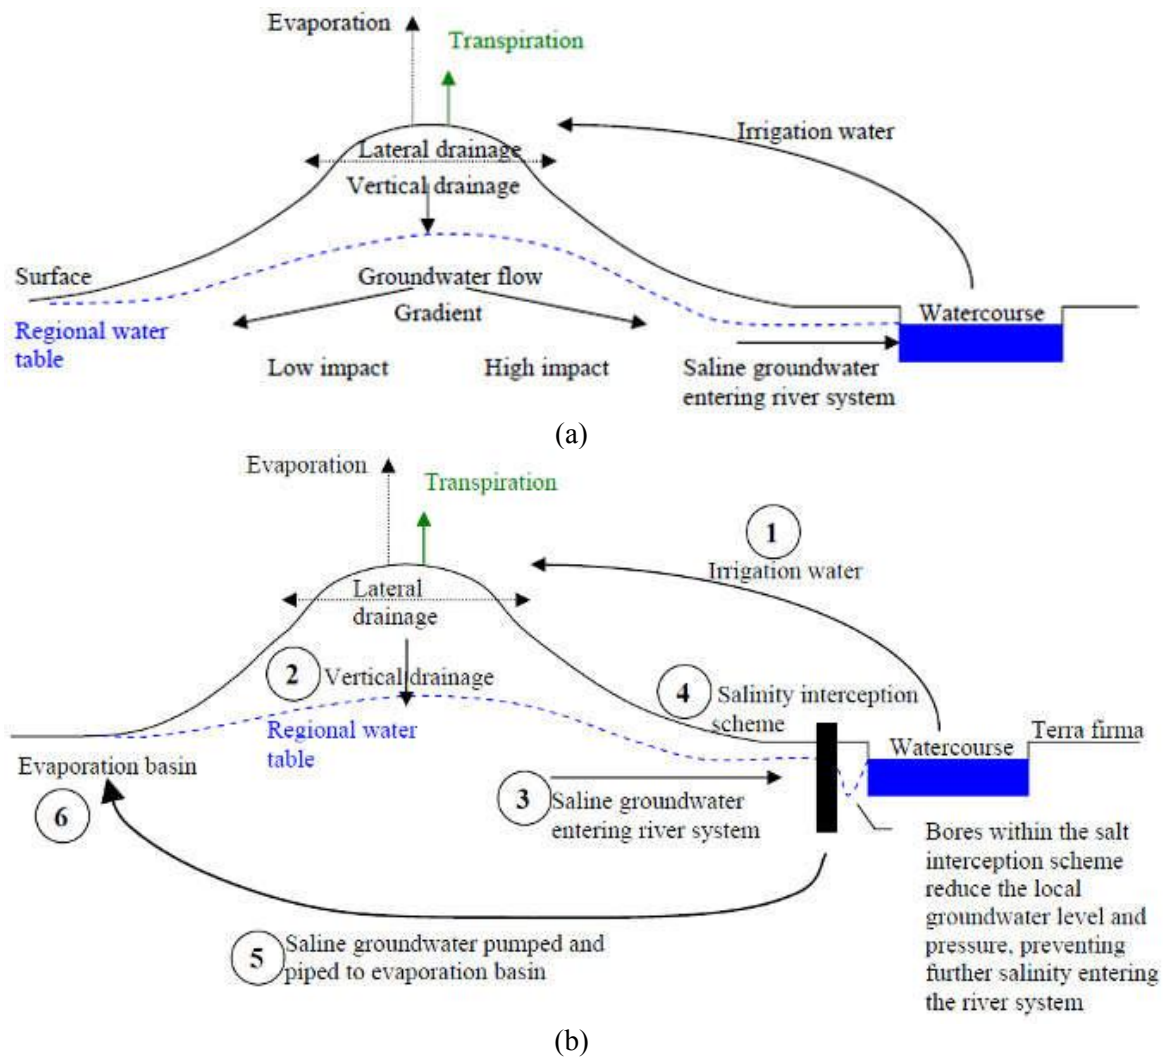 Evaporation
Transpiration
Irrigation water
Lateral drainage
Vertical drainage
Surface
Groundwater flow
Watercourse
Gradient
Regional water
table
Low impact
High impact
Saline groundwater
entering river system
(a)
Evaporation
Transpiration
1
Irrigation water
Lateral
drainage
2
Vertical drainage
4
Salinity interception
scheme
Regional water
table
Watercourse
Terra firma
Evaporation basin
6
3
Saline groundwater
entering river system
Bores within the salt
interception scheme
reduce the local
groundwater level and
pressure, preventing
further salinity entering
the river system
5
Saline groundwater pumped and
piped to evaporation basin
(b)